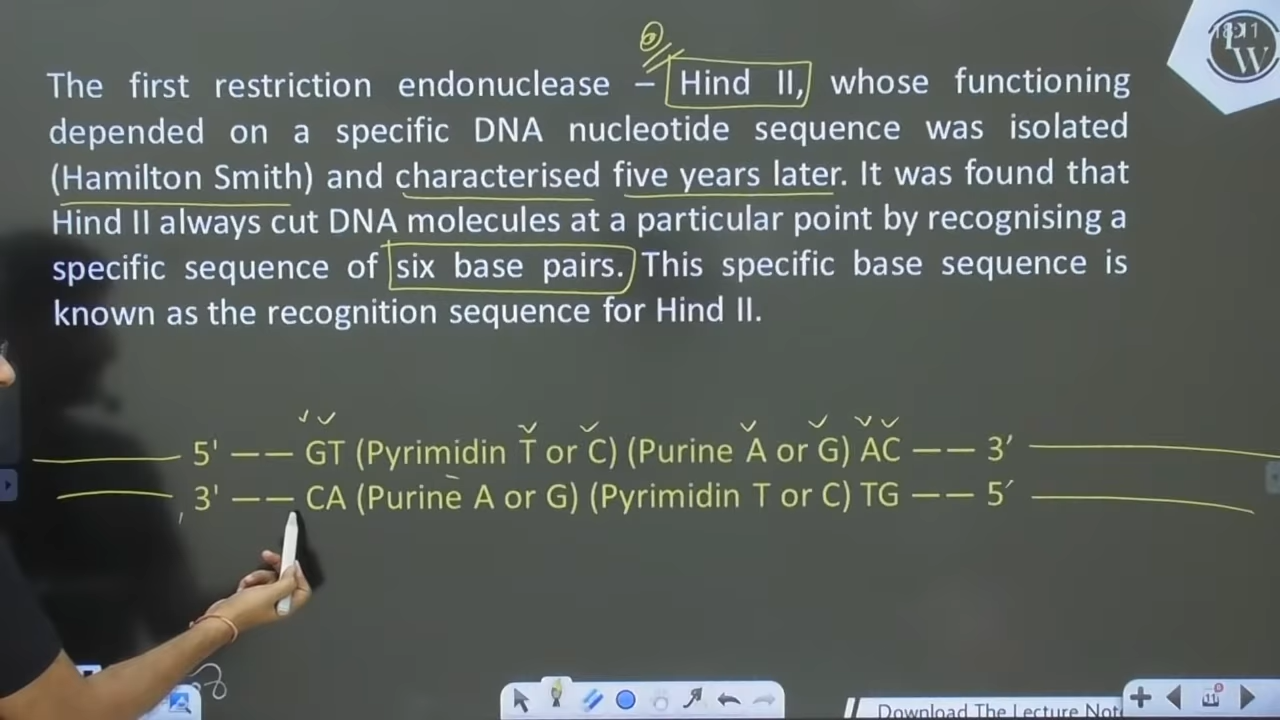 18:11
PW
The first restriction endonuclease – Hind II, whose functioning
depended on a specific DNA nucleotide sequence was isolated
(Hamilton Smith) and characterised five years later. It was found that
Hind II always cut DNA molecules at a particular point by recognising a
specific sequence of six base pairs. This specific base sequence is
known as the recognition sequence for Hind II.
5' —— GT (Pyrimidin T or C) (Purine A or G) AC —— 3′
3' —— CA (Purine A or G) (Pyrimidin T or C) TG —— 5′
Download The Lecture Not
11